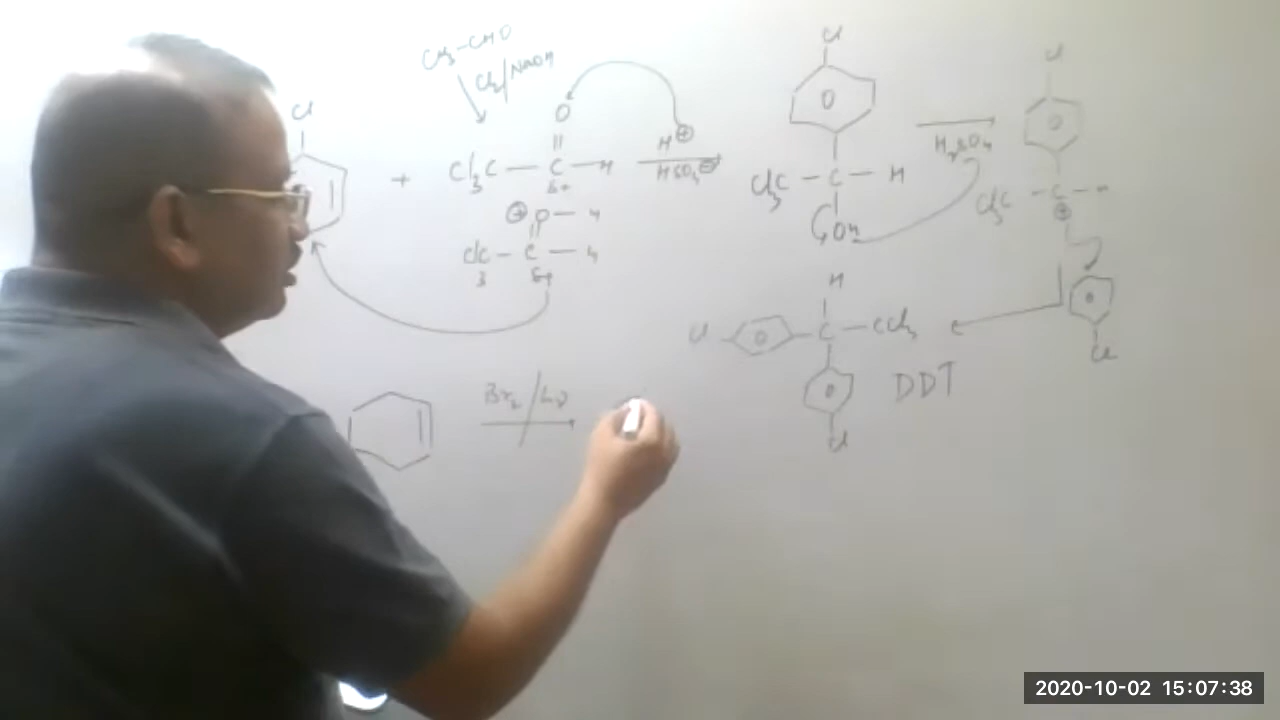 CH3-CHO
Cl2/NaOH
Cl
+
O
Cl3C — C — H
δ+
H⊕
HSO4⊖
⊕O — H
Cl3C — C — H
δ+
Cl
Cl3C — C — H
OH
H2SO4
Cl
Cl3C — C — H
⊕
Cl
H
Cl
C — CCl3
Cl
DDT
Br2/hν
2020-10-02 15:07:38